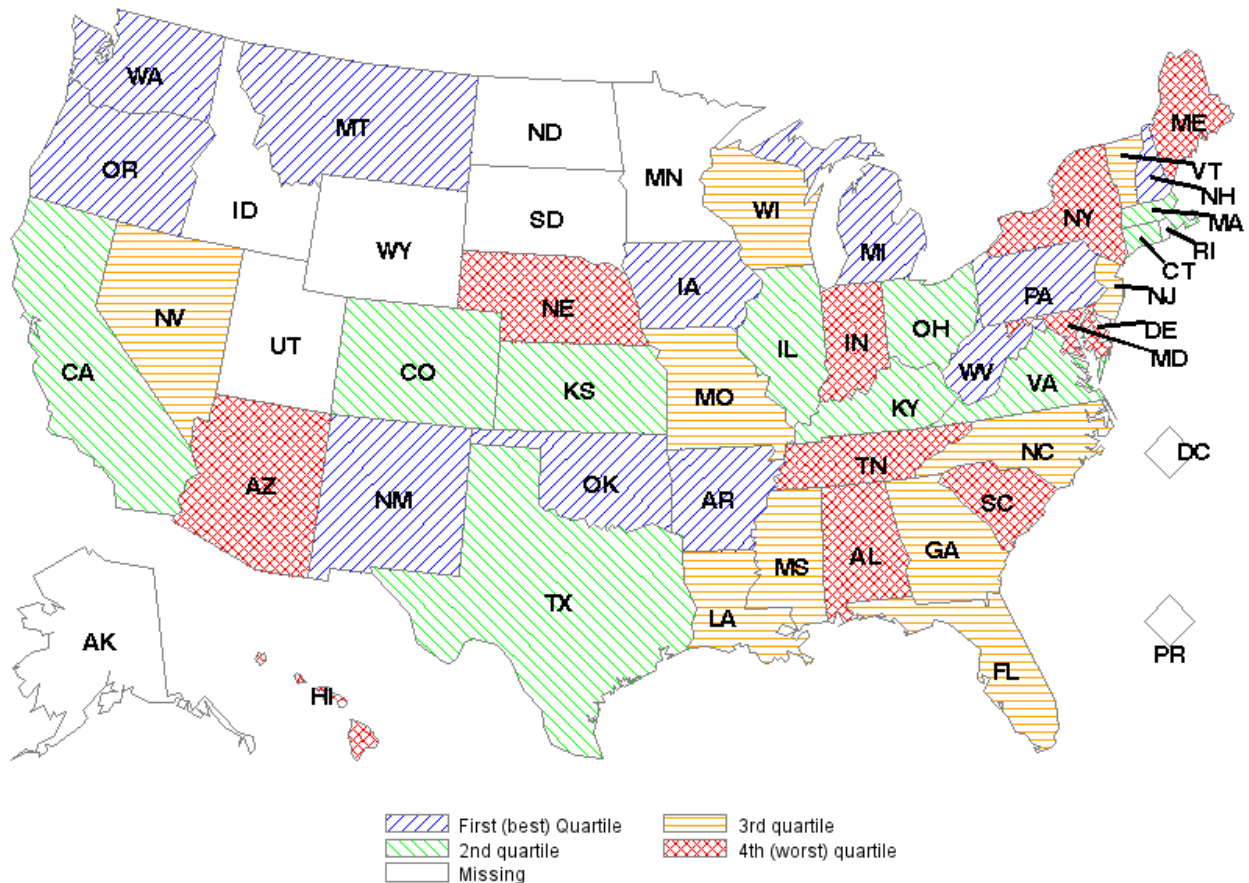 WA
MT
ND
ME
OR
MN
VT
ID
SD
WI
NY
NH
MA
WY
MI
RI
CT
IA
PA
NJ
NE
NV
OH
DE
UT
IL
IN
MD
CA
CO
WV
VA
KS
MO
KY
NC
DC
TN
AZ
OK
NM
AR
SC
GA
AL
MS
TX
LA
AK
PR
FL
HI
First (best) Quartile
3rd quartile
2nd quartile
4th (worst) quartile
Missing